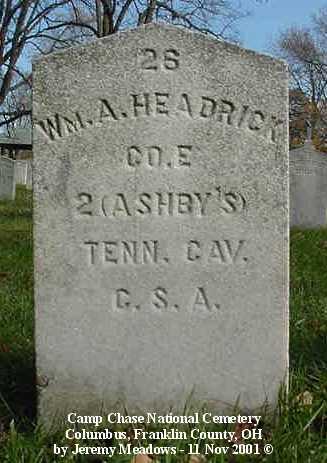 26
WM. A. HEADRICK
CO. E
2 (ASHBY'S)
TENN. CAV.
C. S. A.
Camp Chase National Cemetery
Columbus, Franklin County, OH
by Jeremy Meadows - 11 Nov 2001 ©